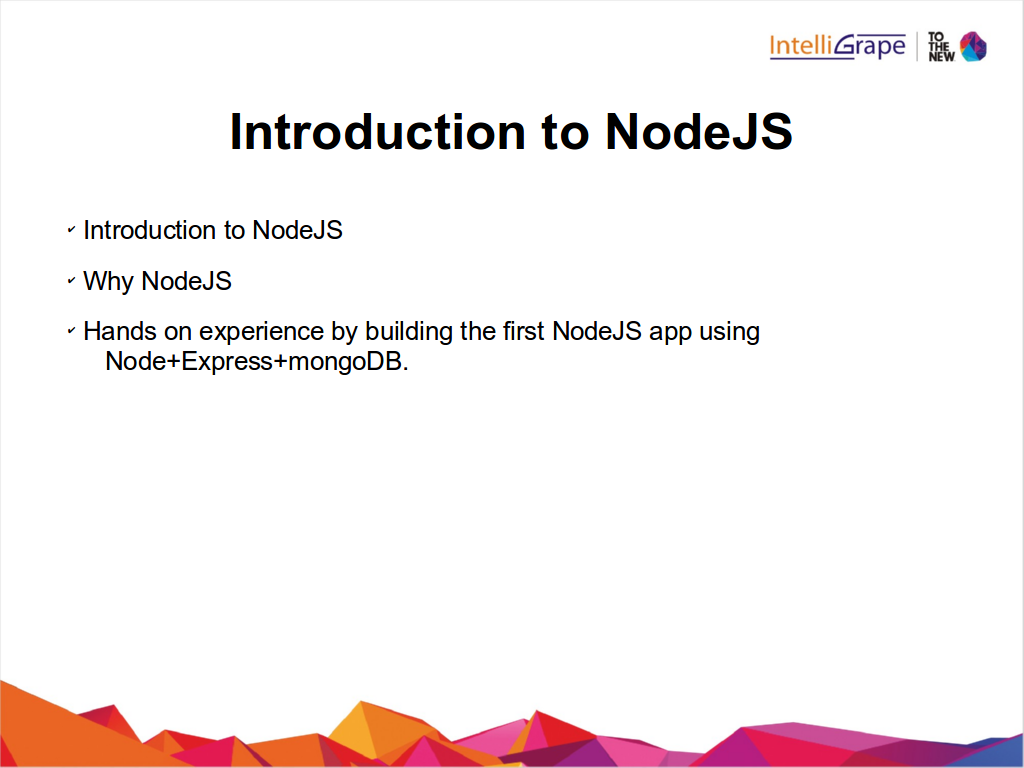 IntelliGrape
TO
THE
NEW
Introduction to NodeJS
✔ Introduction to NodeJS
✔ Why NodeJS
✔ Hands on experience by building the first NodeJS app using
Node+Express+mongoDB.